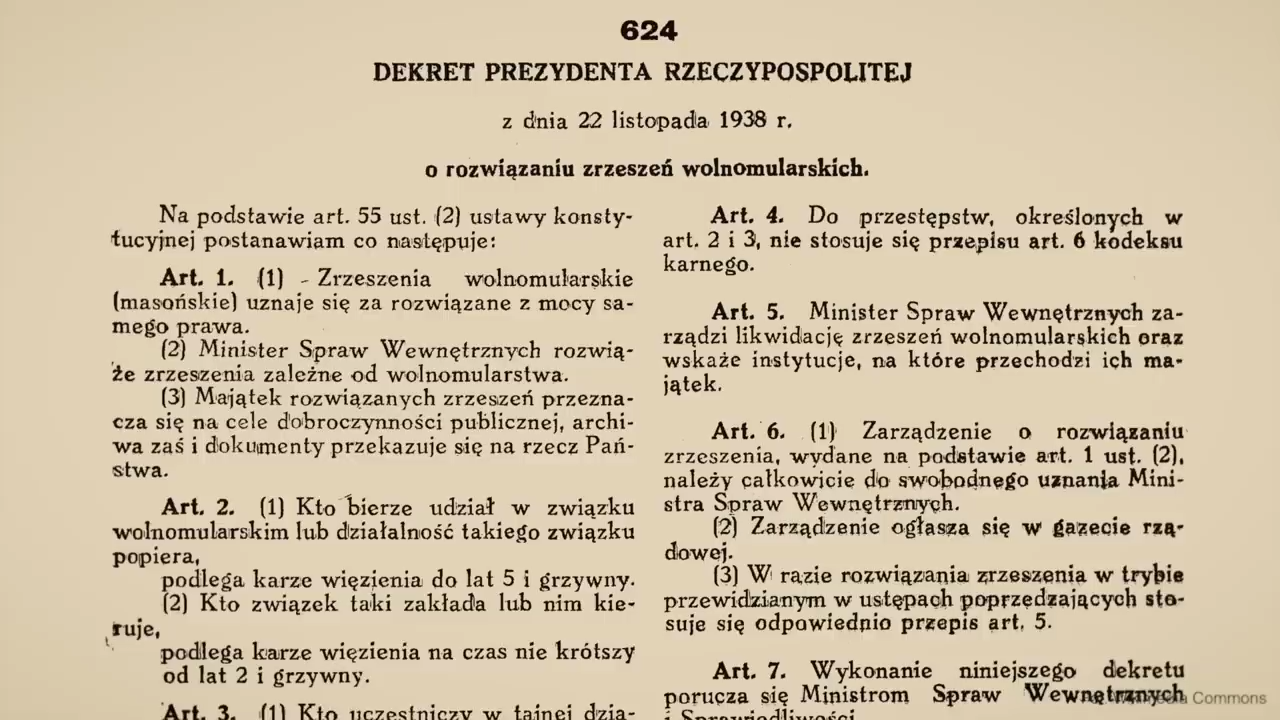 624
DEKRET PREZYDENTA RZECZYPOSPOLITEJ
z dnia 22 listopada 1938 r.
o rozwiązaniu zrzeszeń wolnomularskich.
Na podstawie art. 55 ust. (2) ustawy konsty-
tucyjnej postanawiam co następuje:
Art. 1. (1) - Zrzeszenia wolnomularskie
(masońskie) uznaje się za rozwiązane z mocy sa-
mego prawa.
(2) Minister Spraw Wewnętrznych rozwią-
że zrzeszenia zależne od wolnomularstwa.
(3) Majątek rozwiązanych zrzeszeń przezna-
cza się na cele dobroczynności publicznej, archi-
wa zaś i dokumenty przekazuje się na rzecz Pań-
stwa.
Art. 2. (1) Kto bierze udział w związku
wolnomularskim lub działalność takiego związku
popiera,
podlega karze więzienia do lat 5 i grzywny.
(2) Kto związek taki zakłada lub nim kie-
ruje,
podlega karze więzienia na czas nie krótszy
od lat 2 i grzywny.
Art. 3. (1) Kto uczestniczy w tajnej dzia-
Art. 4. Do przestępstw, określonych w
art. 2 i 3, nie stosuje się przepisu art. 6 kodeksu
karnego.
Art. 5. Minister Spraw Wewnętrznych za-
rządzi likwidację zrzeszeń wolnomularskich oraz
wskaże instytucje, na które przechodzi ich ma-
jątek.
Art. 6. (1) Zarządzenie o rozwiązaniu
zrzeszenia, wydane na podstawie art. 1 ust. (2),
należy całkowicie do swobodnego uznania Mini-
stra Spraw Wewnętrznych.
(2) Zarządzenie ogłasza się w gazecie rzą-
dowej.
(3) W razie rozwiązania zrzeszenia w trybie
przewidzianym w ustępach poprzedzających sto-
suje się odpowiednio przepis art. 5.
Art. 7. Wykonanie niniejszego dekretu
porucza się Ministrom Spraw Wewnętrznych
i Sprawiedliwości.
Wikimedia Commons